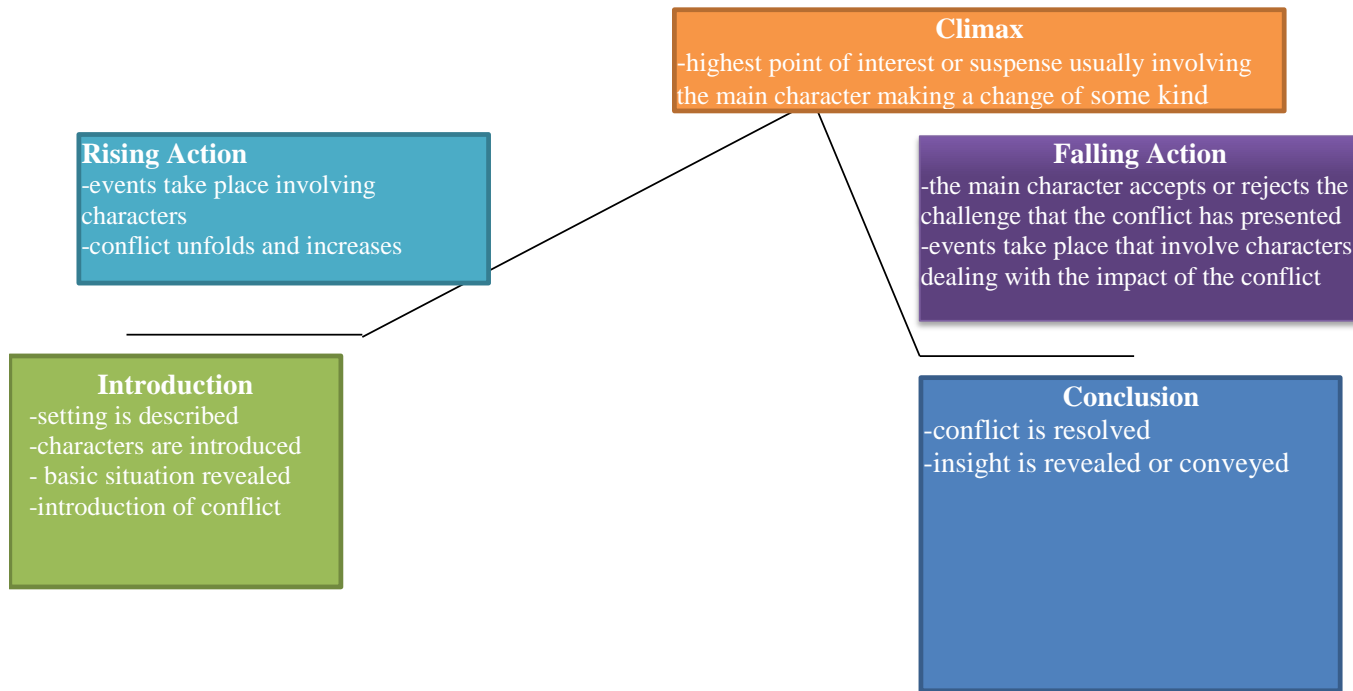 Climax
-highest point of interest or suspense usually involving
the main character making a change of some kind
Rising Action
-events take place involving
characters
-conflict unfolds and increases
Falling Action
-the main character accepts or rejects the
challenge that the conflict has presented
-events take place that involve characters
dealing with the impact of the conflict
Introduction
-setting is described
-characters are introduced
- basic situation revealed
-introduction of conflict
Conclusion
-conflict is resolved
-insight is revealed or conveyed